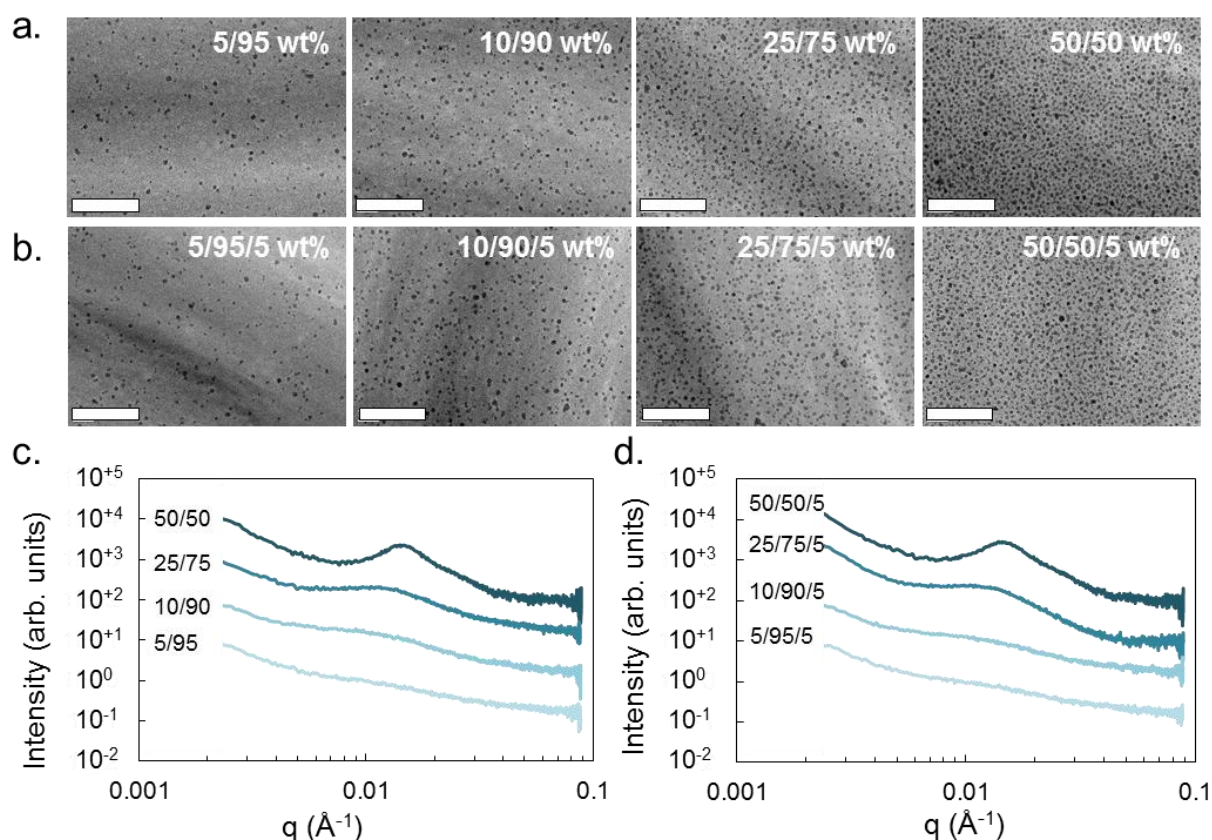 a.
5/95 wt%
10/90 wt%
25/75 wt%
50/50 wt%
b.
5/95/5 wt%
10/90/5 wt%
25/75/5 wt%
50/50/5 wt%
c.
10+5
10+4
10+3
10+2
10+1
100
10-1
10-2
50/50
25/75
10/90
5/95
Intensity (arb. units)
0.001
0.01
0.1
q (Å-1)
d.
10+5
10+4
10+3
10+2
10+1
100
10-1
10-2
50/50/5
25/75/5
10/90/5
5/95/5
Intensity (arb. units)
0.001
0.01
0.1
q (Å-1)